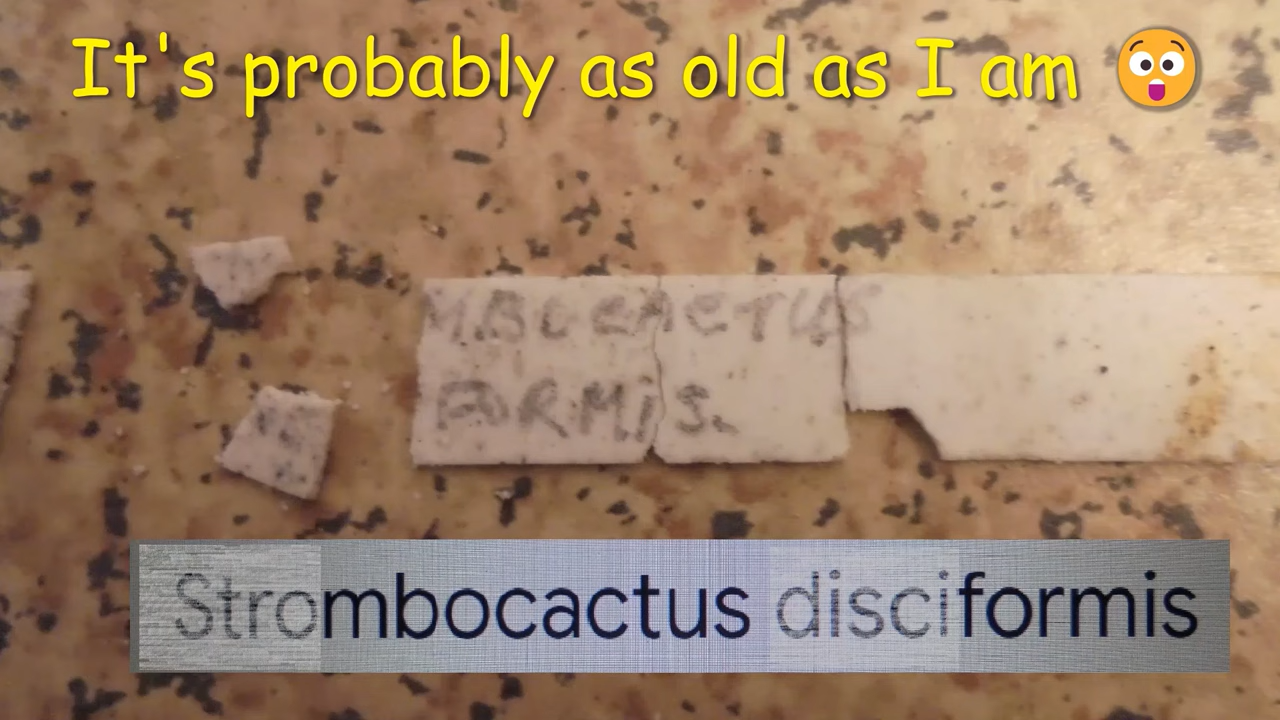 It's probably as old as I am 😲
MBOCACTUS
FORMIS.
Strombocactus disciformis